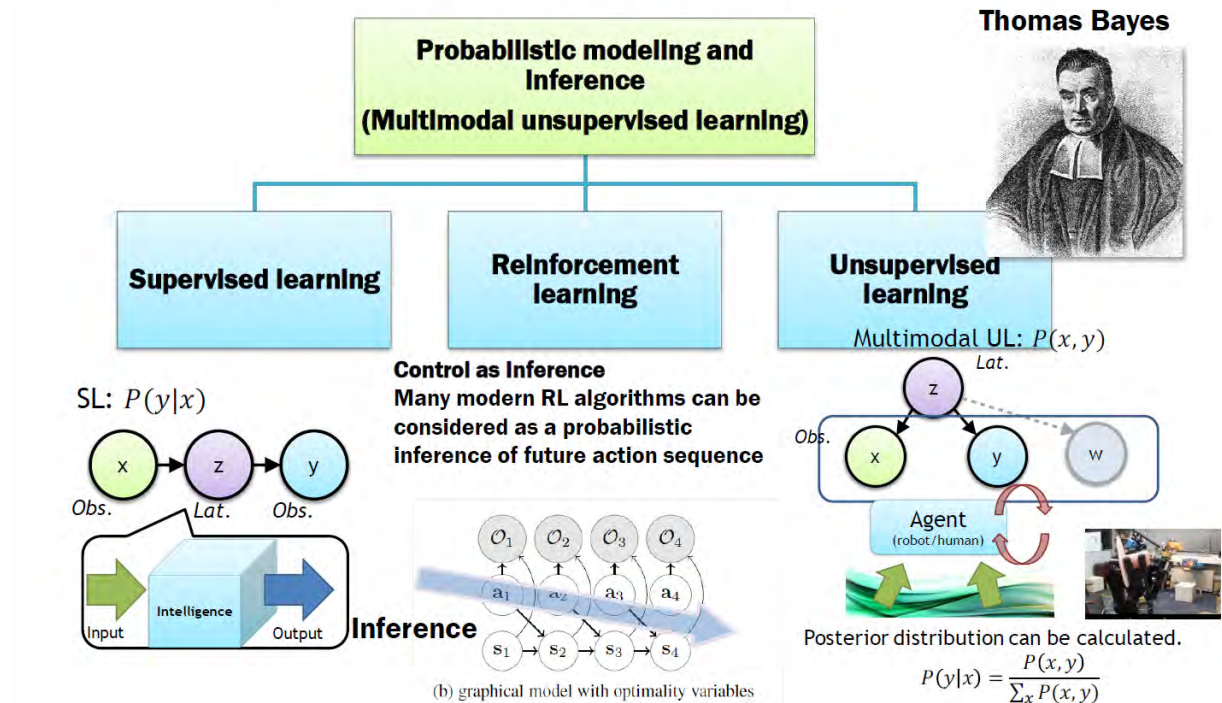 Thomas Bayes
Probabilistic modeling and
Inference
(Multimodal unsupervised learning)
Supervised learning
Reinforcement
learning
Unsupervised
learning
SL: P(y|x)
x
z
y
Obs.
Lat.
Obs.
Input
Intelligence
Output
Control as Inference
Many modern RL algorithms can be
considered as a probabilistic
inference of future action sequence
Inference
O₁ O₂ O₃ O₄
a₁ a₂ a₃ a₄
s₁ s₂ s₃ s₄
(b) graphical model with optimality variables
Multimodal UL: P(x, y)
Lat.
z
Obs.
x
y
w
Agent
(robot/human)
Posterior distribution can be calculated.
P(y|x) = P(x, y) / ∑ₓ P(x, y)